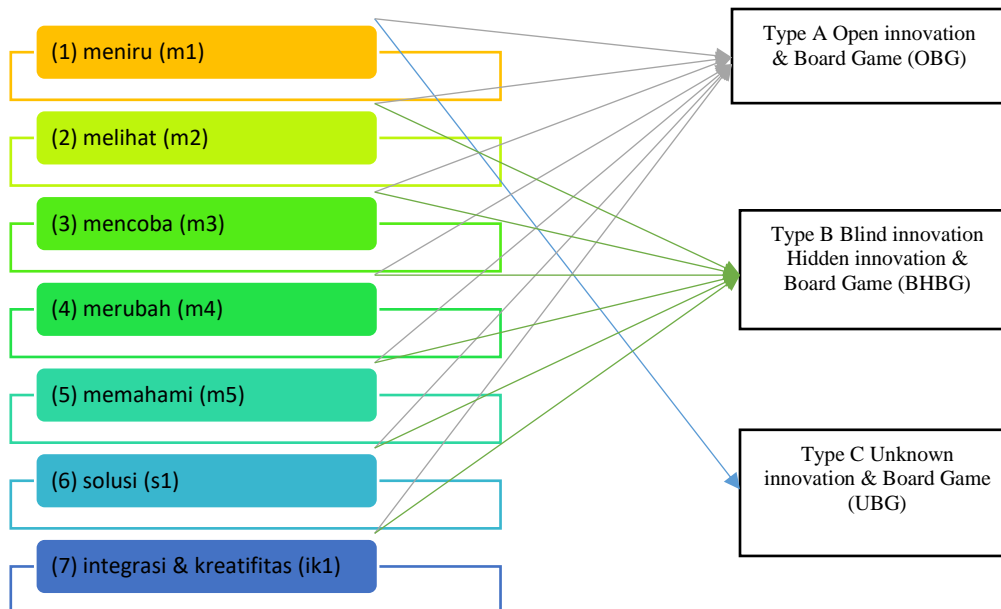 (1) meniru (m1)
(2) melihat (m2)
(3) mencoba (m3)
(4) merubah (m4)
(5) memahami (m5)
(6) solusi (s1)
(7) integrasi & kreatifitas (ik1)
Type A Open innovation
& Board Game (OBG)
Type B Blind innovation
Hidden innovation &
Board Game (BHBG)
Type C Unknown
innovation & Board Game
(UBG)